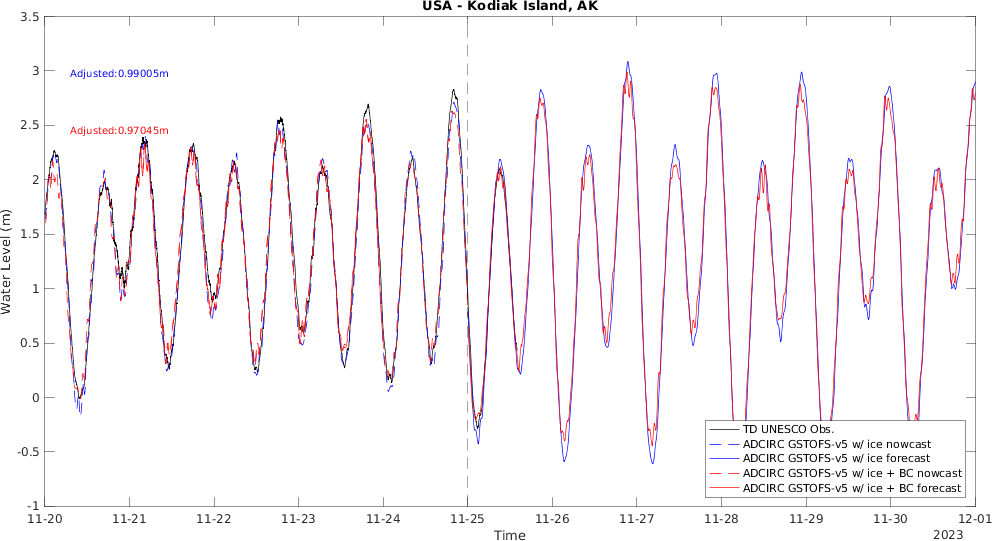 USA - Kodiak Island, AK
3.5
3
2.5
2
1.5
1
0.5
0
-0.5
-1
Water Level (m)
Adjusted:0.99005m
Adjusted:0.97045m
TD UNESCO Obs.
ADCIRC GSTOFS-v5 w/ ice nowcast
ADCIRC GSTOFS-v5 w/ ice forecast
ADCIRC GSTOFS-v5 w/ ice + BC nowcast
ADCIRC GSTOFS-v5 w/ ice + BC forecast
11-20 11-21 11-22 11-23 11-24 11-25 11-26 11-27 11-28 11-29 11-30 12-01
Time
2023